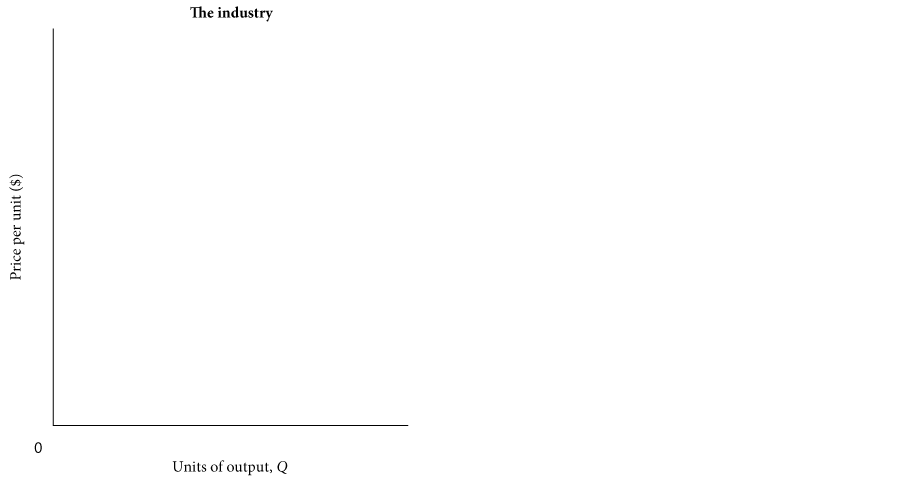 The industry
Price per unit ($)
0
Units of output, Q